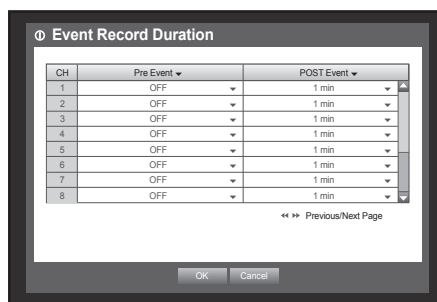 Event Record Duration
CH Pre Event POST Event
1 OFF 1 min
2 OFF 1 min
3 OFF 1 min
4 OFF 1 min
5 OFF 1 min
6 OFF 1 min
7 OFF 1 min
8 OFF 1 min
Previous/Next Page
OK Cancel